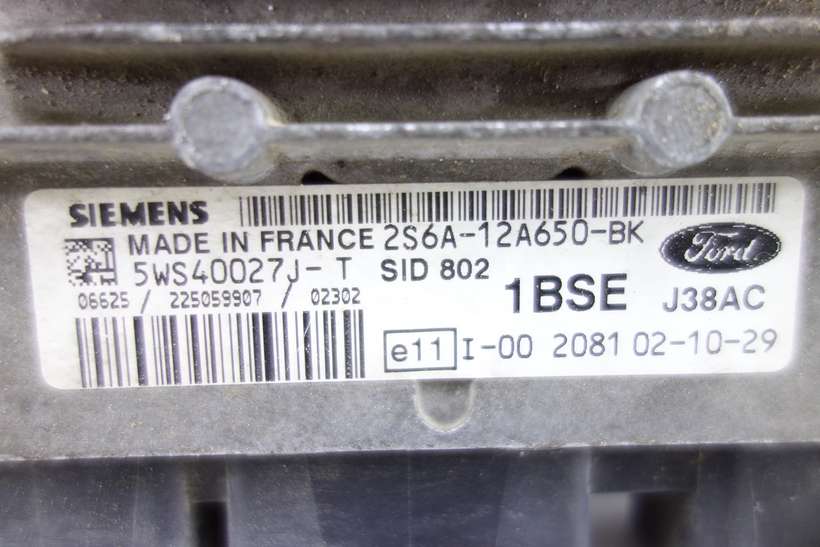 SIEMENS
MADE IN FRANCE 2S6A-12A650-BK
Ford
5WS40027J-T SID 802
06625 / 225059907 / 02302
1BSE J38AC
e11 I-00 2081 02-10-29